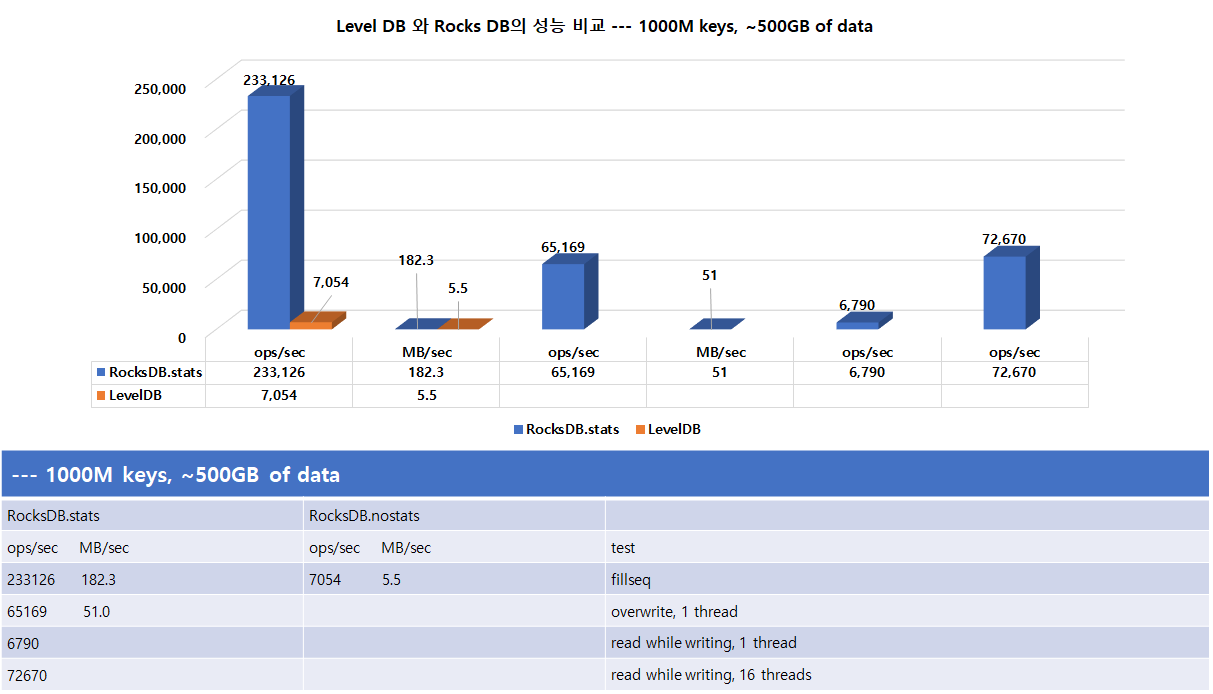 Level DB 와 Rocks DB의 성능 비교 --- 1000M keys, ~500GB of data
250,000
200,000
150,000
100,000
50,000
0
233,126
7,054
182.3
5.5
65,169
51
6,790
72,670
ops/sec MB/sec ops/sec MB/sec ops/sec ops/sec
RocksDB.stats 233,126 182.3 65,169 51 6,790 72,670
LevelDB 7,054 5.5
RocksDB.stats LevelDB
--- 1000M keys, ~500GB of data
RocksDB.stats RocksDB.nostats
ops/sec MB/sec ops/sec MB/sec test
233126 182.3 7054 5.5 fillseq
65169 51.0 overwrite, 1 thread
6790 read while writing, 1 thread
72670 read while writing, 16 threads